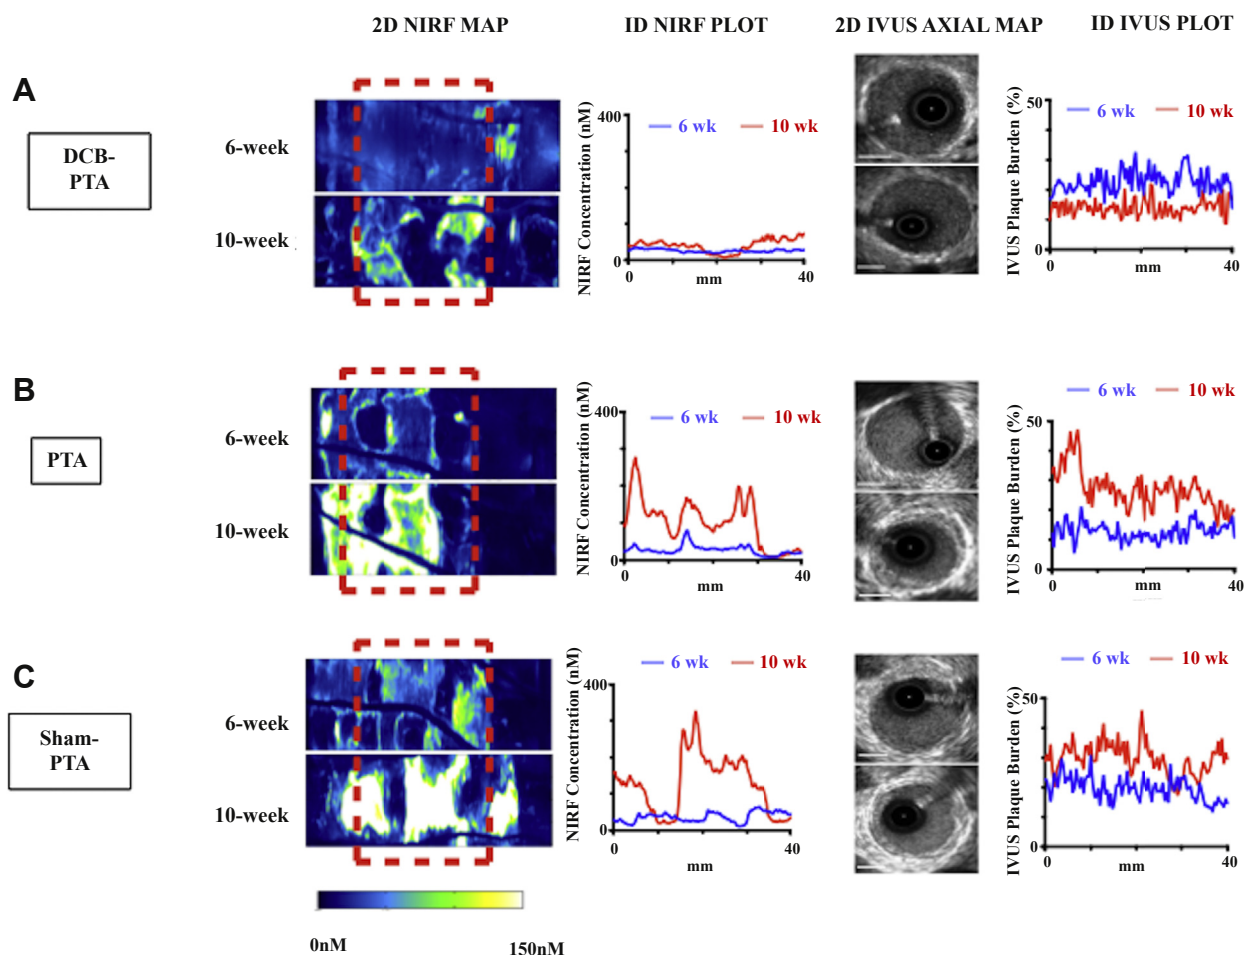 2D NIRF MAP
ID NIRF PLOT
2D IVUS AXIAL MAP
ID IVUS PLOT
A
DCB-
PTA
6-week
10-week
NIRF Concentration (nM)
400
0
6 wk
10 wk
0
mm
40
IVUS Plaque Burden (%)
50
0
6 wk
10 wk
0
mm
40
B
PTA
6-week
10-week
NIRF Concentration (nM)
400
0
6 wk
10 wk
0
mm
40
IVUS Plaque Burden (%)
50
0
6 wk
10 wk
0
mm
40
C
Sham-
PTA
6-week
10-week
NIRF Concentration (nM)
400
0
6 wk
10 wk
0
mm
40
IVUS Plaque Burden (%)
50
0
6 wk
10 wk
0
mm
40
0nM
150nM